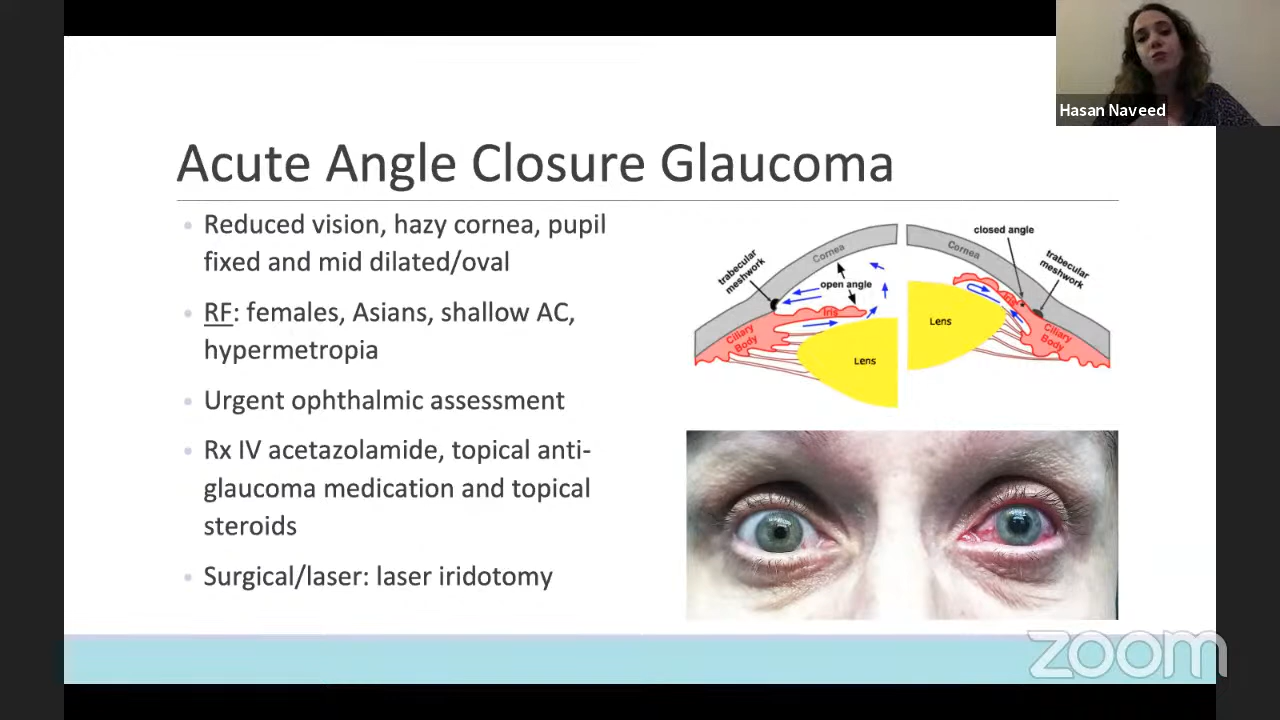 Hasan Naveed
Acute Angle Closure Glaucoma
Reduced vision, hazy cornea, pupil
fixed and mid dilated/oval
RF: females, Asians, shallow AC,
hypermetropia
Urgent ophthalmic assessment
Rx IV acetazolamide, topical anti-
glaucoma medication and topical
steroids
Surgical/laser: laser iridotomy
trabecular
meshwork
Cornea
open angle
Iris
Ciliary
Body
Lens
closed angle
Cornea
trabecular
meshwork
Iris
Lens
Ciliary
Body
zoom